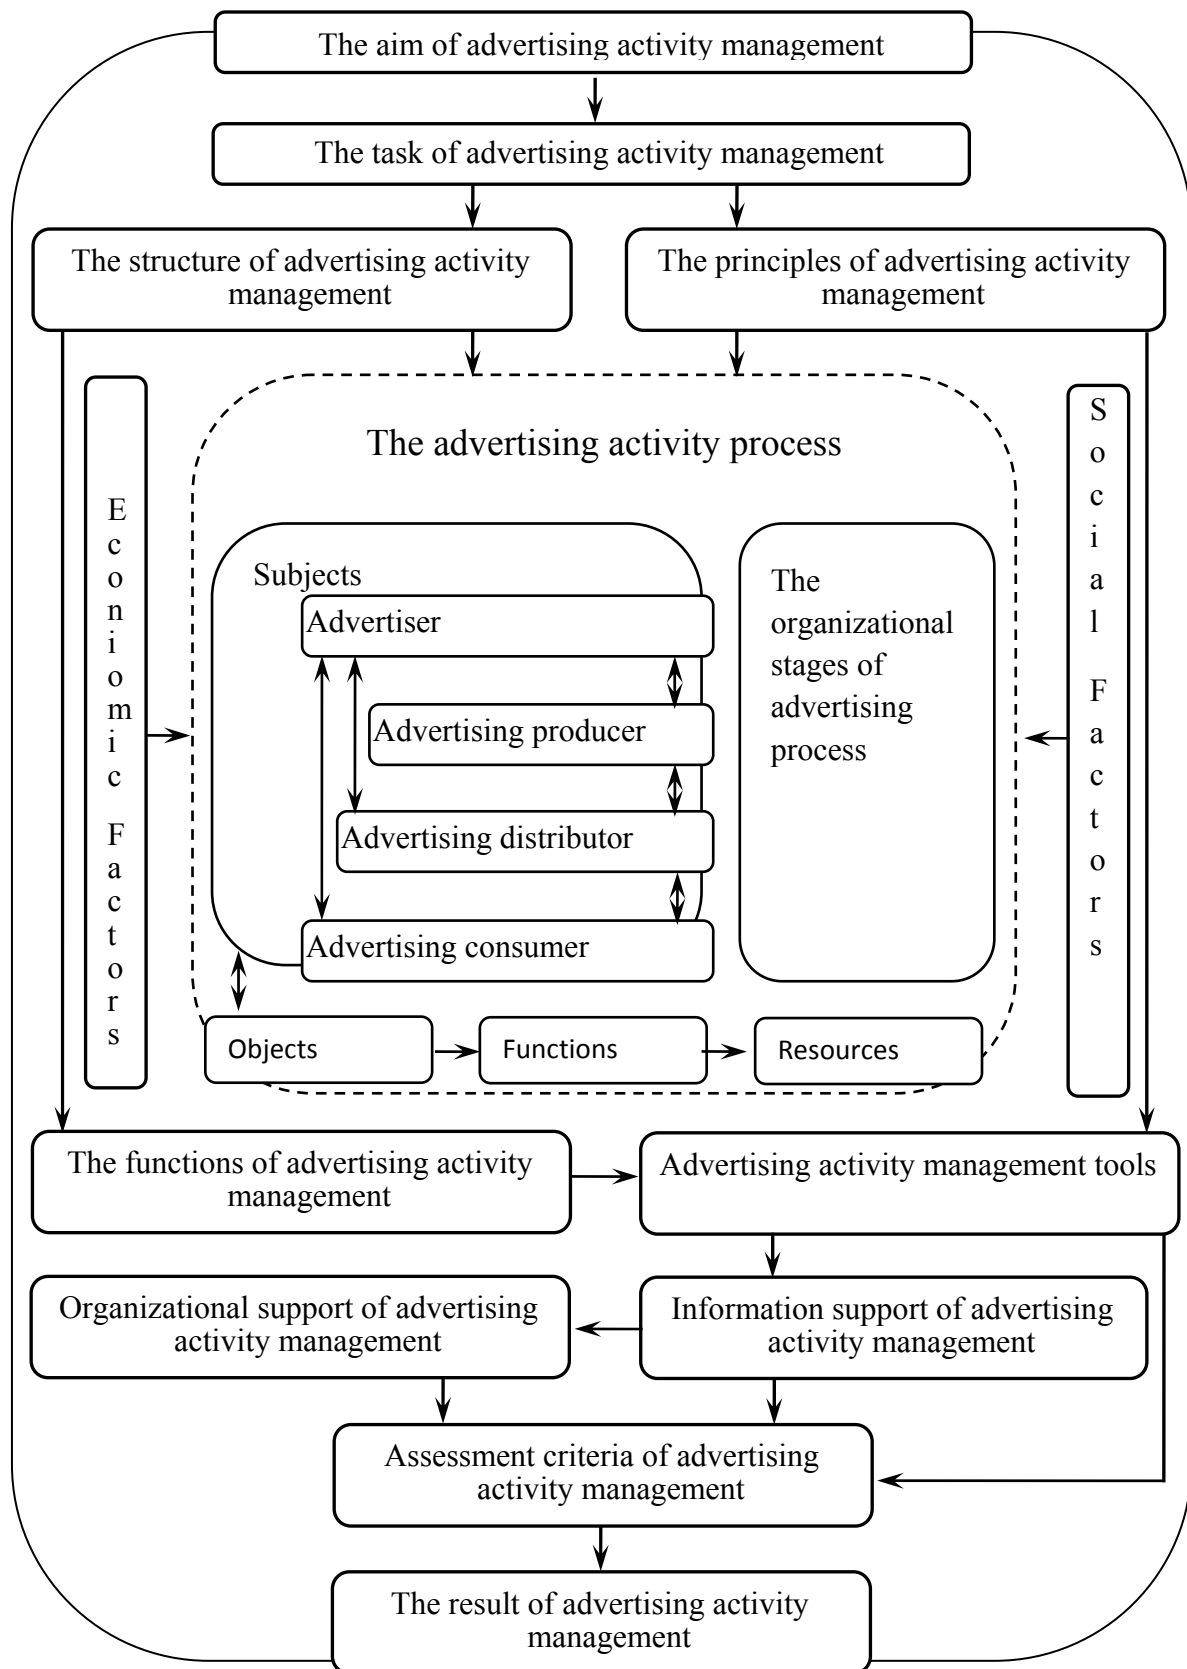 The aim of advertising activity management
The task of advertising activity management
The structure of advertising activity
management
The principles of advertising activity
management
The advertising activity process
Econiomic Factors
Social Factors
Subjects
Advertiser
Advertising producer
Advertising distributor
Advertising consumer
The
organizational
stages of
advertising
process
Objects
Functions
Resources
The functions of advertising activity
management
Advertising activity management tools
Organizational support of advertising
activity management
Information support of advertising
activity management
Assessment criteria of advertising
activity management
The result of advertising activity
management